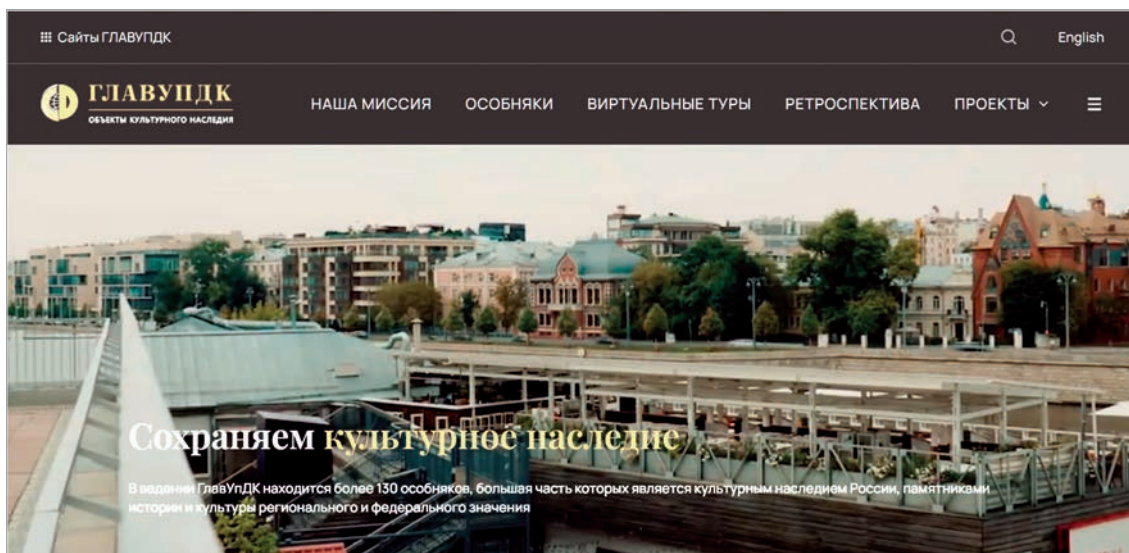 Сайты ГЛАВУПДК
English
ГЛАВУПДК
ОБЪЕКТЫ КУЛЬТУРНОГО НАСЛЕДИЯ
НАША МИССИЯ ОСОБНЯКИ ВИРТУАЛЬНЫЕ ТУРЫ РЕТРОСПЕКТИВА ПРОЕКТЫ
Сохраняем культурное наследие
В ведении ГлавУпДК находится более 130 особняков, большая часть которых является культурным наследием России, памятниками
истории и культуры регионального и федерального значения